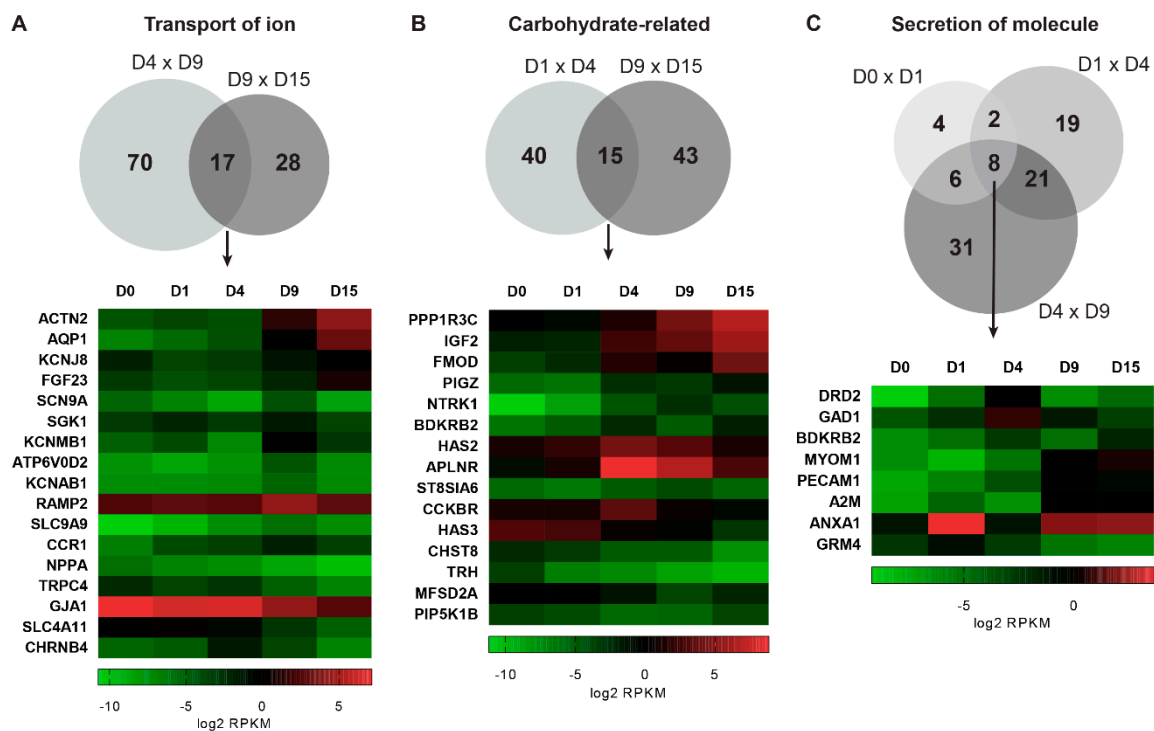 A Transport of ion
D4 x D9
D9 x D15
70 17 28
D0 D1 D4 D9 D15
ACTN2
AQP1
KCNJ8
FGF23
SCN9A
SGK1
KCNMB1
ATP6V0D2
KCNAB1
RAMP2
SLC9A9
CCR1
NPPA
TRPC4
GJA1
SLC4A11
CHRNB4
-10 -5 0 5
log2 RPKM
B Carbohydrate-related
D1 x D4 D9 x D15
40 15 43
D0 D1 D4 D9 D15
PPP1R3C
IGF2
FMOD
PIGZ
NTRK1
BDKRB2
HAS2
APLNR
ST8SIA6
CCKBR
HAS3
CHST8
TRH
MFSD2A
PIP5K1B
-10 -5 0 5
log2 RPKM
C Secretion of molecule
D1 x D4
D0 x D1
4 2 19
8
6 21
31
D4 x D9
D0 D1 D4 D9 D15
DRD2
GAD1
BDKRB2
MYOM1
PECAM1
A2M
ANXA1
GRM4
-5 0
log2 RPKM